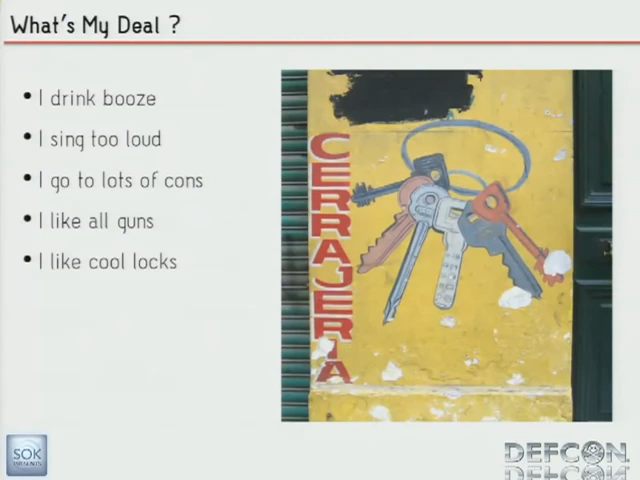 What's My Deal ?
• I drink booze
• I sing too loud
• I go to lots of cons
• I like all guns
• I like cool locks
CERRAJERIA
SOK
DEFCON